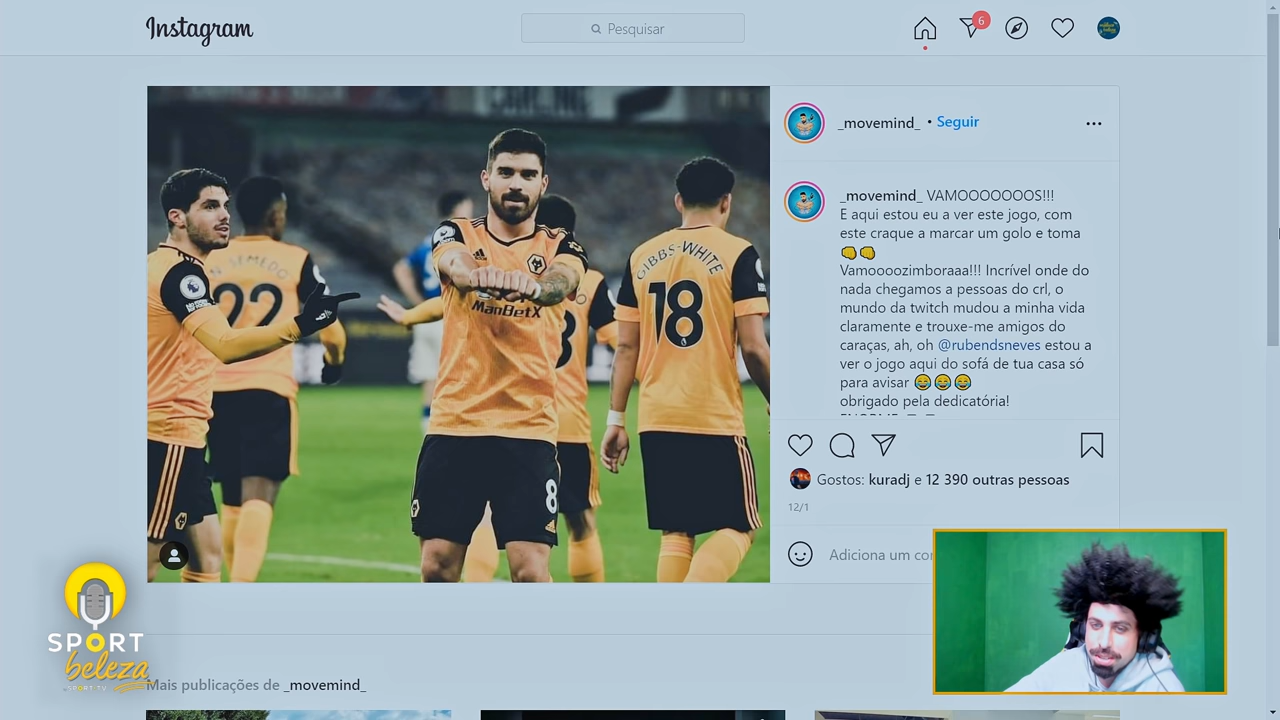 Instagram
Pesquisar
6
_movemind_ • Seguir
_movemind_ VAMOOOOOOS!!!
E aqui estou eu a ver este jogo, com
este craque a marcar um golo e toma
👊👊
Vamoooozimboraaa!!! Incrível onde do
nada chegamos a pessoas do crl, o
mundo da twitch mudou a minha vida
claramente e trouxe-me amigos do
caraças, ah, oh @rubendsneves estou a
ver o jogo aqui do sofá de tua casa só
para avisar 😂😂😂
obrigado pela dedicatória!
N. SEMEDO
22
GIBBS-WHITE
18
ManBetX
8
Gostos: kuradj e 12 390 outras pessoas
12/1
Adiciona um co
SPORT
beleza
SPORT TV
Mais publicações de _movemind_